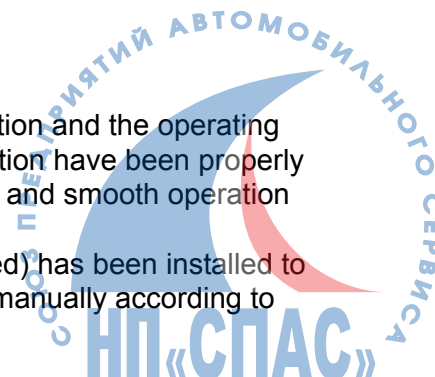 СОЮЗ ПРЕДПРИЯТИЙ АВТОМОБИЛЬНОГО СЕРВИСА
tion and the operating
tion have been properly
and smooth operation
ed) has been installed to
manually according to
НП «СПАС»